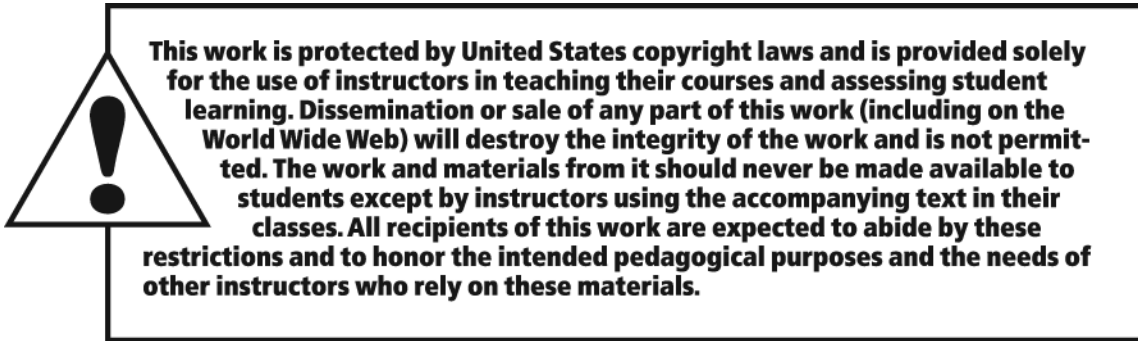 This work is protected by United States copyright laws and is provided solely
for the use of instructors in teaching their courses and assessing student
learning. Dissemination or sale of any part of this work (including on the
World Wide Web) will destroy the integrity of the work and is not permit-
ted. The work and materials from it should never be made available to
students except by instructors using the accompanying text in their
classes. All recipients of this work are expected to abide by these
restrictions and to honor the intended pedagogical purposes and the needs of
other instructors who rely on these materials.